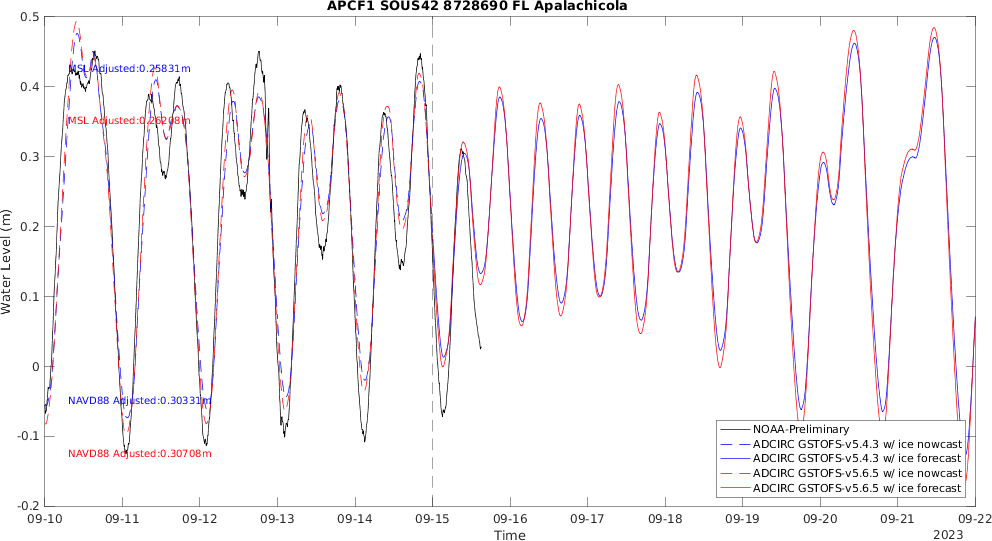 APCF1 SOUS42 8728690 FL Apalachicola
0.5
0.4
0.3
0.2
0.1
0
-0.1
-0.2
Water Level (m)
MSL Adjusted:0.25831m
MSL Adjusted:0.26208m
NAVD88 Adjusted:0.30331m
NAVD88 Adjusted:0.30708m
NOAA-Preliminary
ADCIRC GSTOFS-v5.4.3 w/ ice nowcast
ADCIRC GSTOFS-v5.4.3 w/ ice forecast
ADCIRC GSTOFS-v5.6.5 w/ ice nowcast
ADCIRC GSTOFS-v5.6.5 w/ ice forecast
09-10 09-11 09-12 09-13 09-14 09-15 09-16 09-17 09-18 09-19 09-20 09-21 09-22
Time
2023